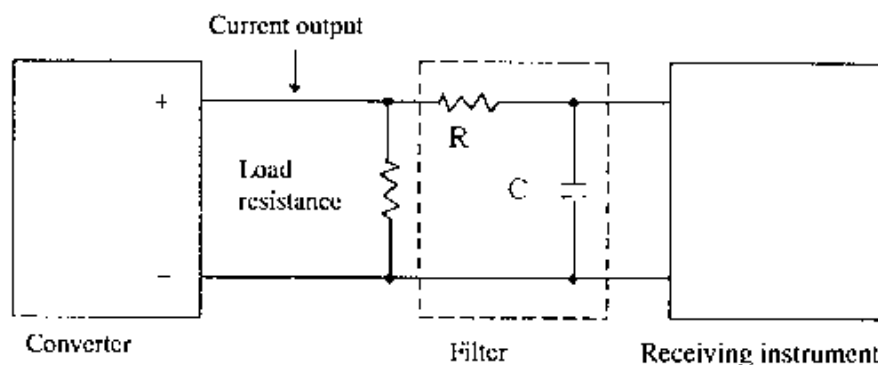 Current output
+
R
Load
resistance
C
−
Converter
Filter
Receiving instrument